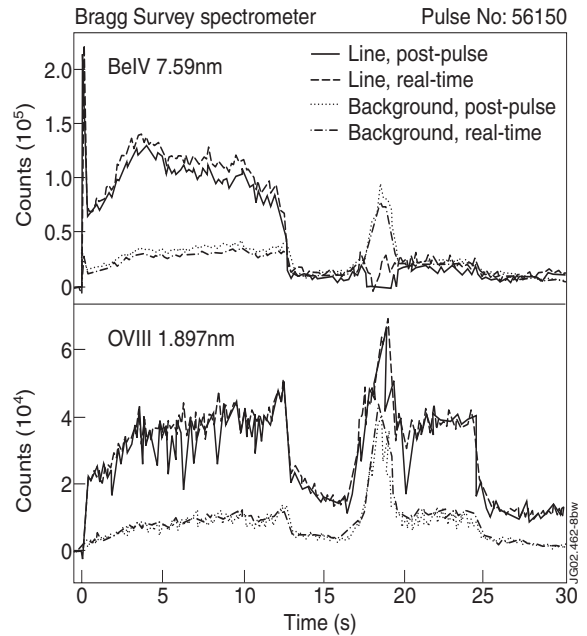 Bragg Survey spectrometer Pulse No: 56150
BeIV 7.59nm
Line, post-pulse
Line, real-time
Background, post-pulse
Background, real-time
2.0
1.5
1.0
0.5
0
Counts (10⁵)
OVIII 1.897nm
6
4
2
0
Counts (10⁴)
0 5 10 15 20 25 30
Time (s)
JG02.462-8bw